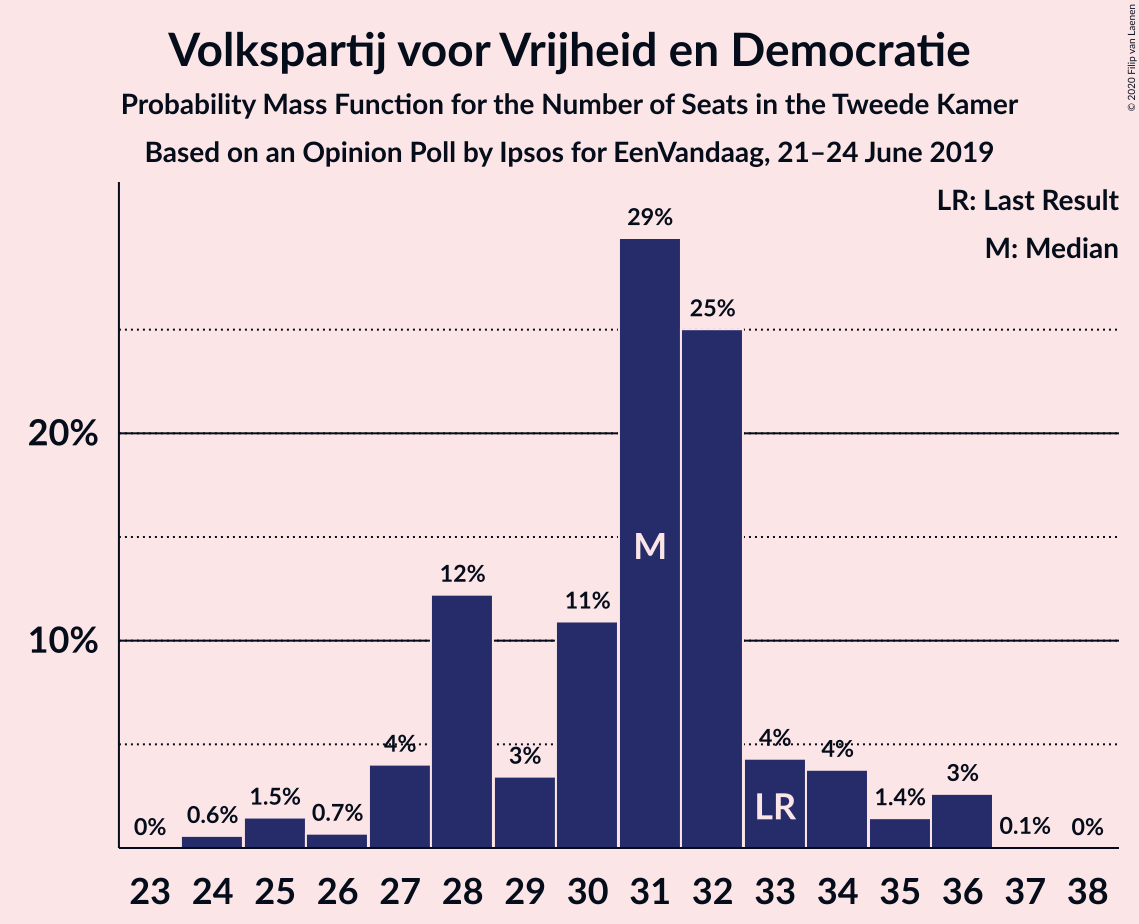 Volkspartij voor Vrijheid en Democratie
Probability Mass Function for the Number of Seats in the Tweede Kamer
Based on an Opinion Poll by Ipsos for EenVandaag, 21–24 June 2019
© 2020 Filip van Laenen
LR: Last Result
M: Median
20%
10%
0%
0.6%
1.5%
0.7%
4%
12%
3%
11%
29%
25%
4%
4%
1.4%
3%
0.1%
0%
M
LR
23 24 25 26 27 28 29 30 31 32 33 34 35 36 37 38